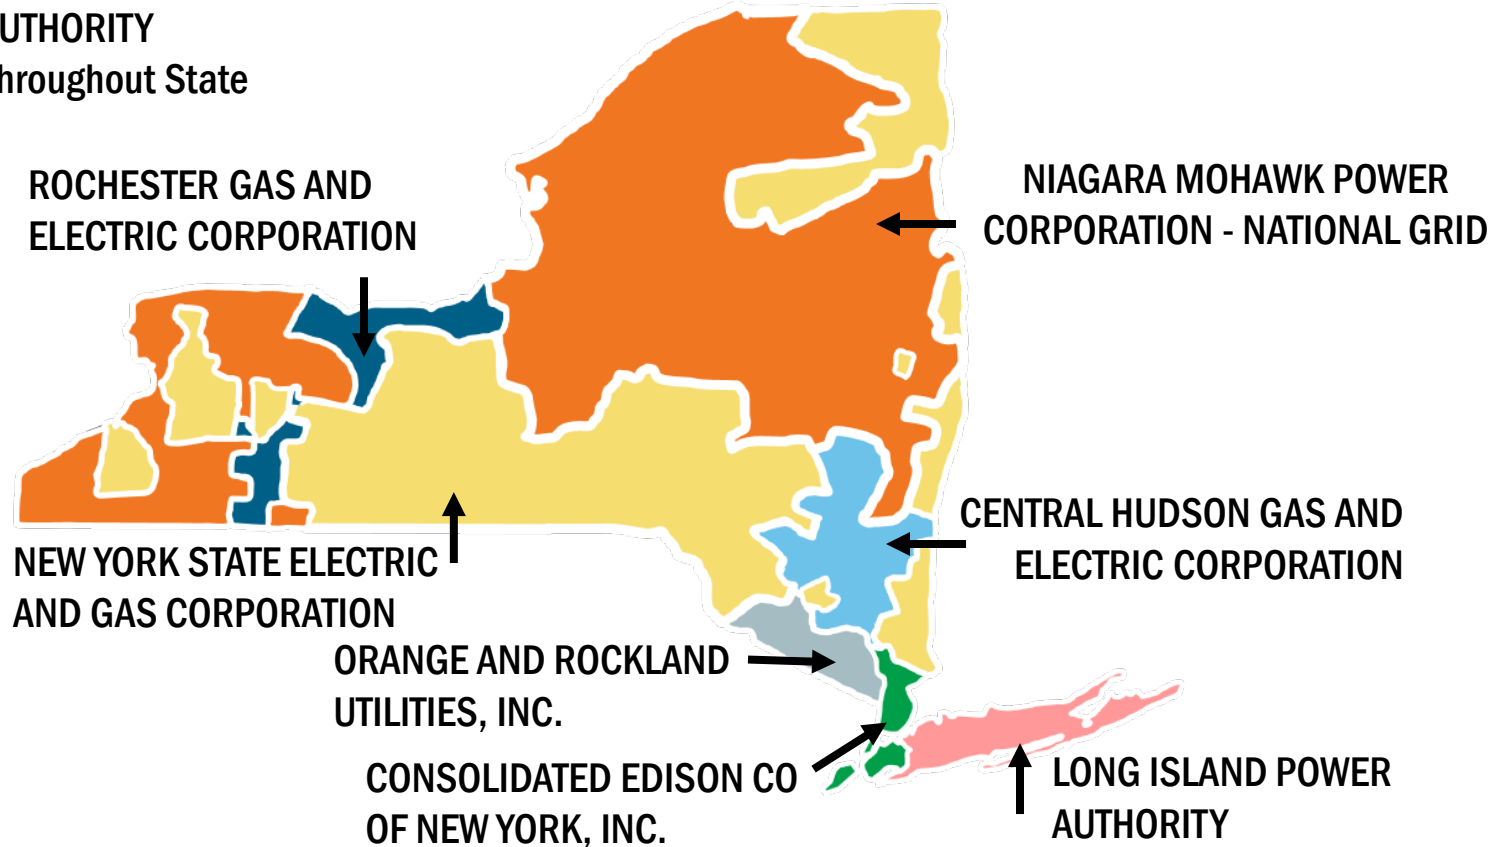 UTHORITY
hroughout State
ROCHESTER GAS AND
ELECTRIC CORPORATION
NIAGARA MOHAWK POWER
CORPORATION - NATIONAL GRID
NEW YORK STATE ELECTRIC
AND GAS CORPORATION
CENTRAL HUDSON GAS AND
ELECTRIC CORPORATION
ORANGE AND ROCKLAND
UTILITIES, INC.
CONSOLIDATED EDISON CO
OF NEW YORK, INC.
LONG ISLAND POWER
AUTHORITY